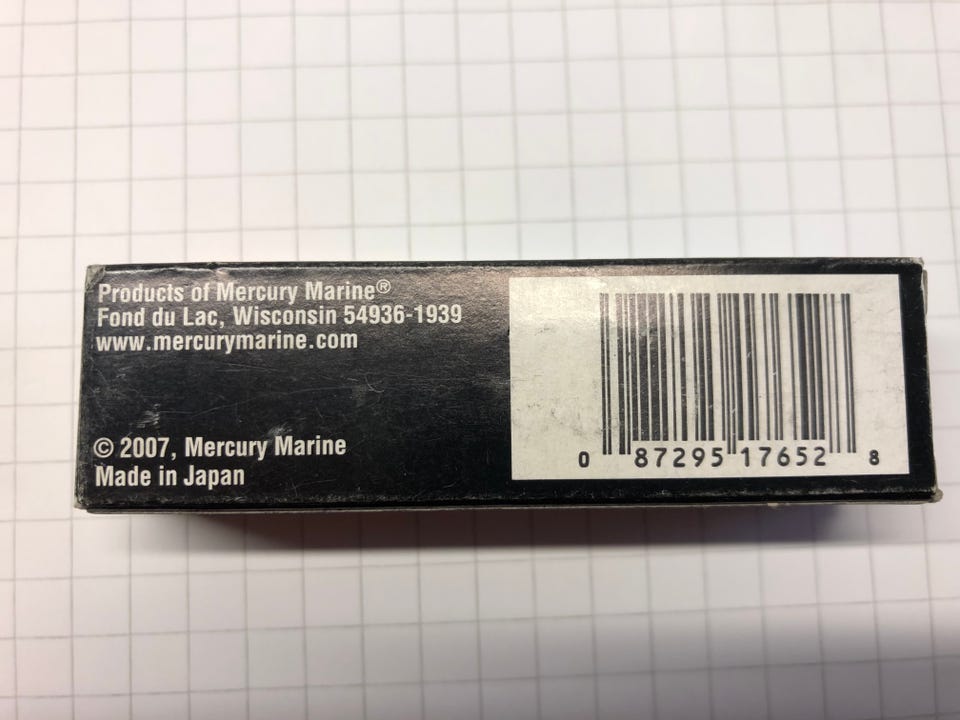 Products of Mercury Marine®
Fond du Lac, Wisconsin 54936-1939
www.mercurymarine.com
© 2007, Mercury Marine
Made in Japan
0 87295 17652 8